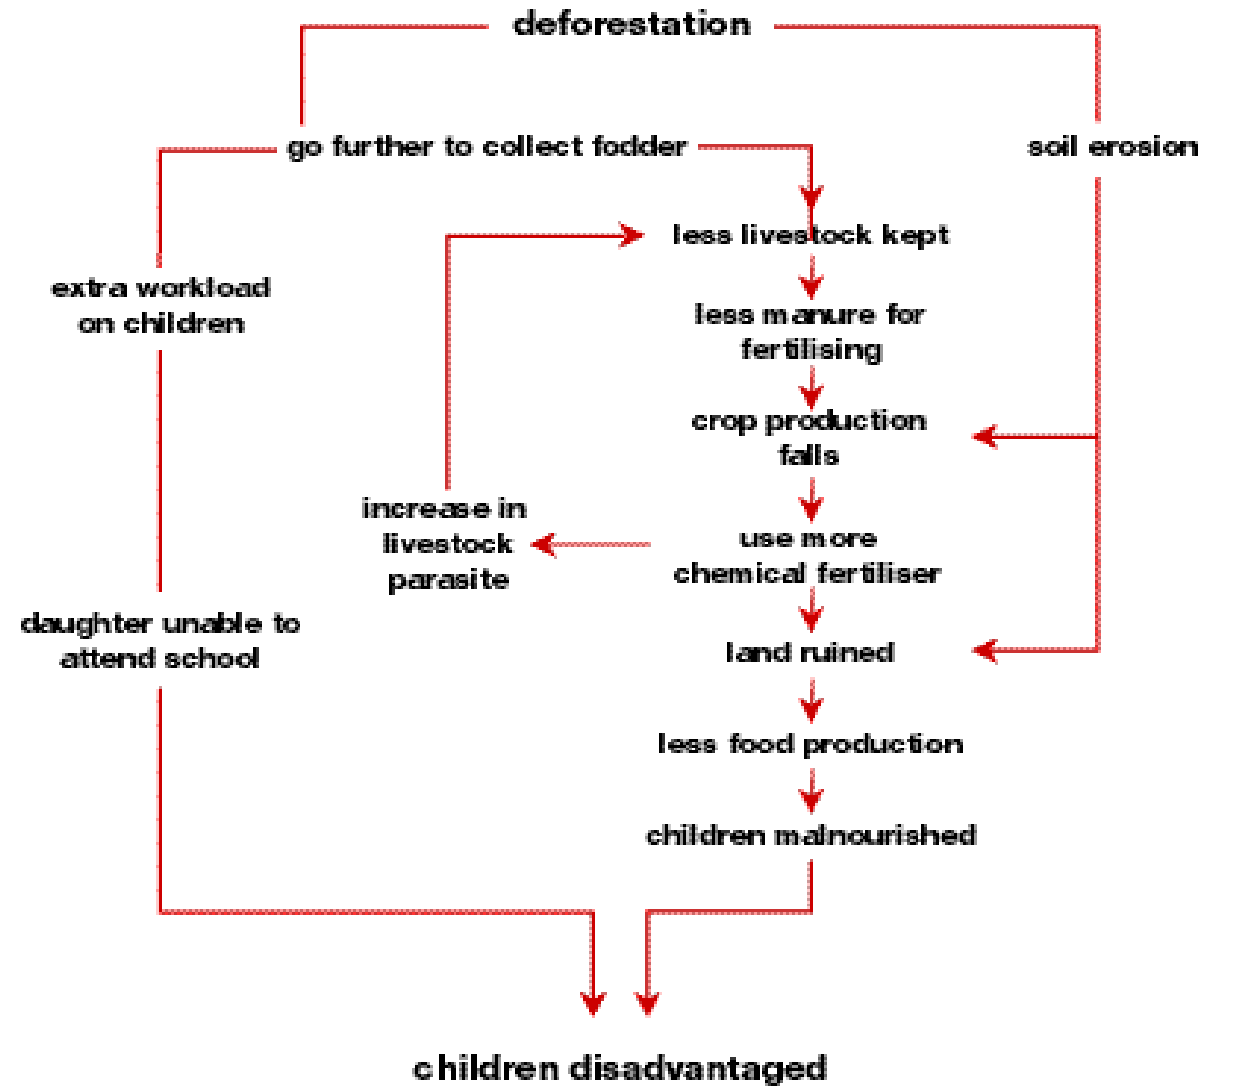 deforestation
go further to collect fodder
soil erosion
less livestock kept
extra workload
on children
less manure for
fertilising
crop production
falls
increase in
livestock
parasite
use more
chemical fertiliser
daughter unable to
attend school
land ruined
less food production
children malnourished
children disadvantaged